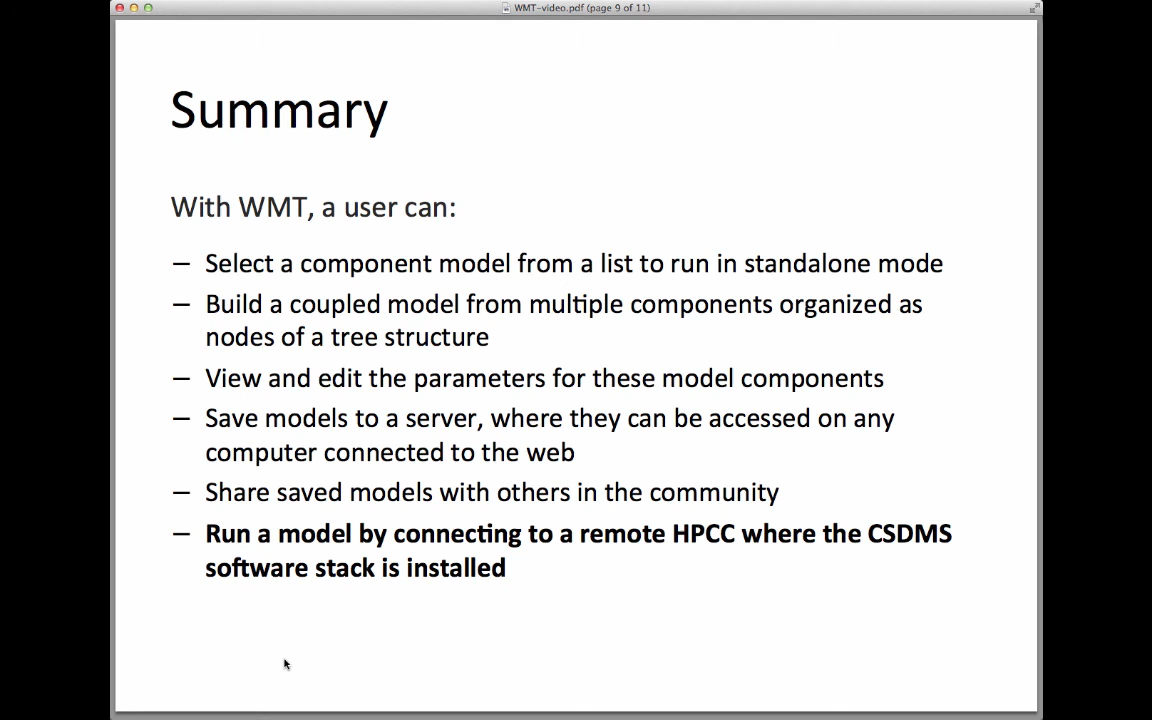 WMT-video.pdf (page 9 of 11)
Summary
With WMT, a user can:
– Select a component model from a list to run in standalone mode
– Build a coupled model from multiple components organized as
nodes of a tree structure
– View and edit the parameters for these model components
– Save models to a server, where they can be accessed on any
computer connected to the web
– Share saved models with others in the community
– Run a model by connecting to a remote HPCC where the CSDMS
software stack is installed